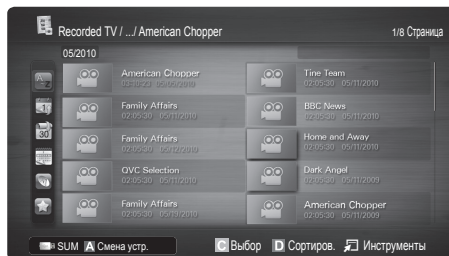 Recorded TV / .../ American Chopper
1/8 Страница
05/2010
American Chopper
Tine Team
02:05:30 05/11/2010
Family Affairs
02:05:30 05/11/2010
BBC News
02:05:30 05/11/2010
Family Affairs
02:05:30 05/12/2010
Home and Away
02:05:30 05/11/2010
QVC Selection
02:05:30 05/11/2010
Dark Angel
02:05:30 05/11/2009
Family Affairs
02:05:30 05/19/2010
American Chopper
02:05:30 05/11/2009
SUM A Смена устр. C Выбор D Сортиров. Инструменты